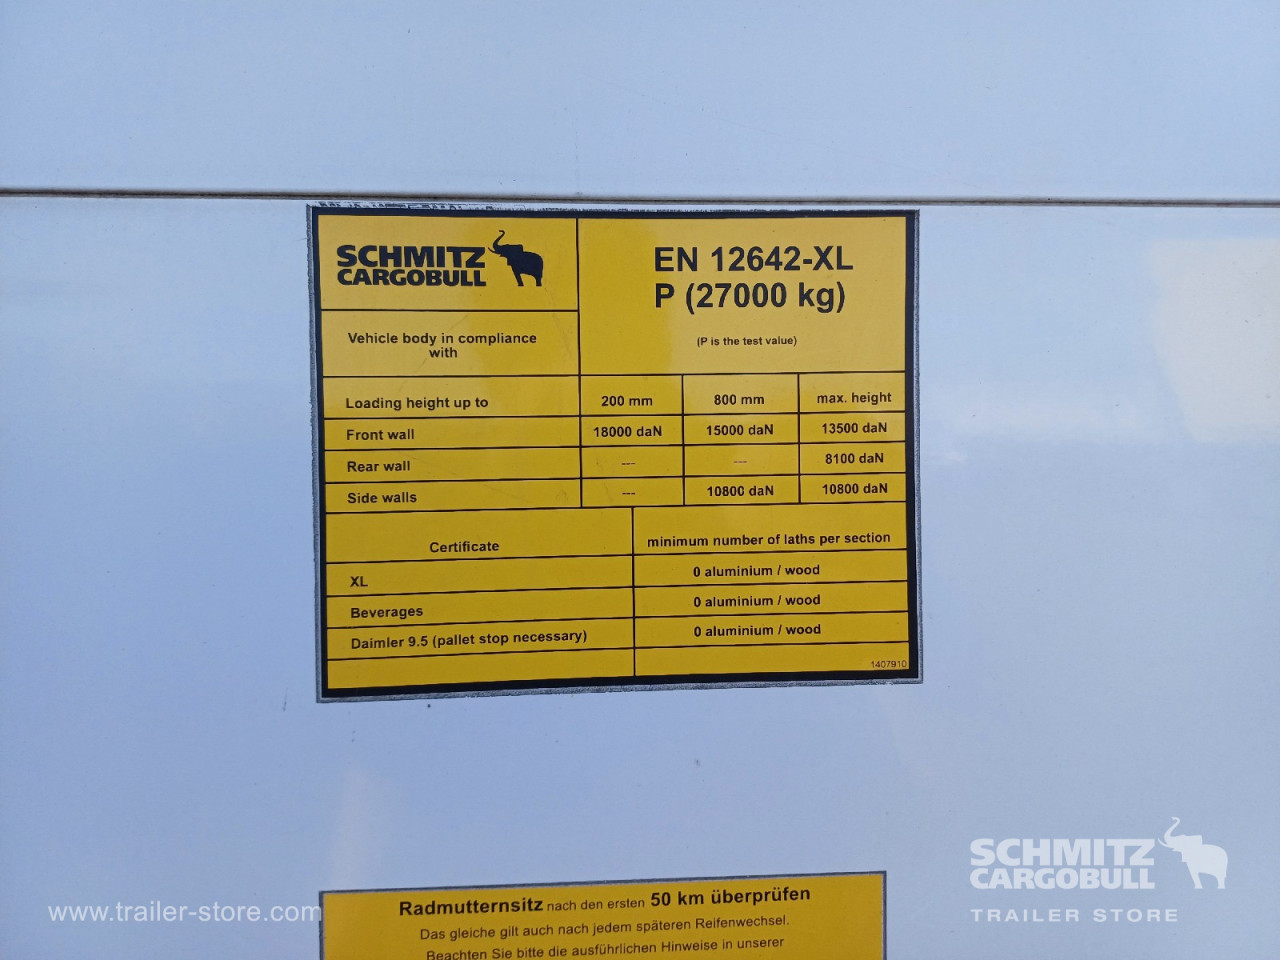 SCHMITZ
CARGOBULL
EN 12642-XL
P (27000 kg)
(P is the test value)
Vehicle body in compliance
with
Loading height up to 200 mm 800 mm max. height
Front wall 18000 daN 15000 daN 13500 daN
Rear wall --- --- 8100 daN
Side walls --- 10800 daN 10800 daN
Certificate minimum number of laths per section
XL 0 aluminium / wood
Beverages 0 aluminium / wood
Daimler 9.5 (pallet stop necessary) 0 aluminium / wood
1407910
Radmutternsitz nach den ersten 50 km überprüfen
Das gleiche gilt auch nach jedem späteren Reifenwechsel.
Beachten Sie bitte die ausführlichen Hinweise in unserer
www.trailer-store.com
SCHMITZ
CARGOBULL
TRAILER STORE